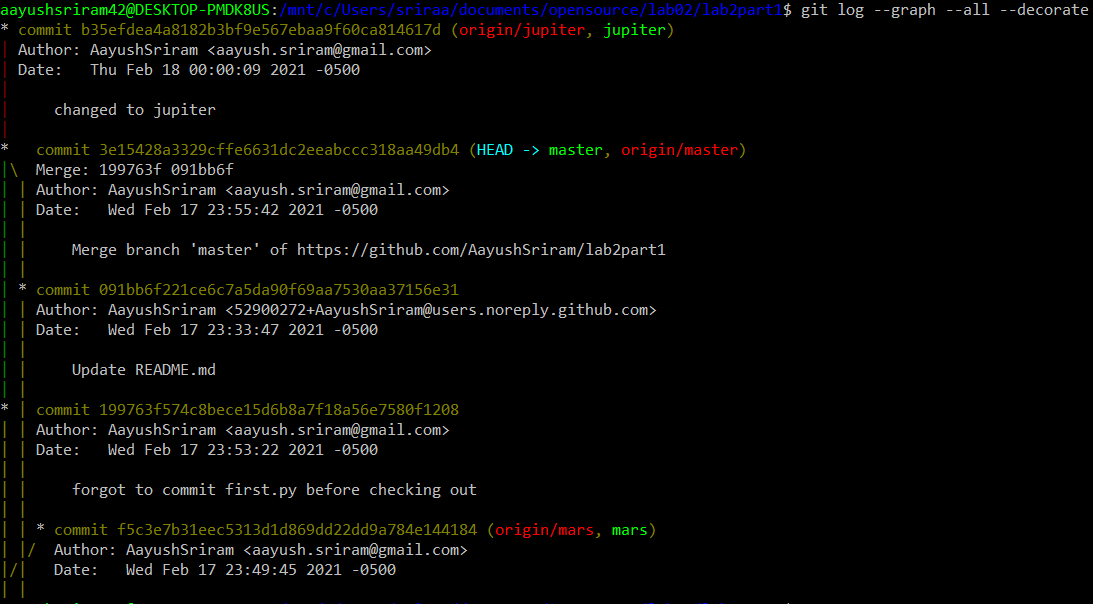 aayushsriram42@DESKTOP-PMDK8US:/mnt/c/Users/sriraa/documents/opensource/lab02/lab2part1$ git log --graph --all --decorate
* commit b35efdea4a8182b3bf9e567ebaa9f60ca814617d (origin/jupiter, jupiter)
| Author: AayushSriram <aayush.sriram@gmail.com>
| Date:   Thu Feb 18 00:00:09 2021 -0500
|
|     changed to jupiter
|
*   commit 3e15428a3329cffe6631dc2eeabccc318aa49db4 (HEAD -> master, origin/master)
|\  Merge: 199763f 091bb6f
| | Author: AayushSriram <aayush.sriram@gmail.com>
| | Date:   Wed Feb 17 23:55:42 2021 -0500
| |
| |     Merge branch 'master' of https://github.com/AayushSriram/lab2part1
| |
| * commit 091bb6f221ce6c7a5da90f69aa7530aa37156e31
| | Author: AayushSriram <52900272+AayushSriram@users.noreply.github.com>
| | Date:   Wed Feb 17 23:33:47 2021 -0500
| |
| |     Update README.md
| |
* | commit 199763f574c8bece15d6b8a7f18a56e7580f1208
| | Author: AayushSriram <aayush.sriram@gmail.com>
| | Date:   Wed Feb 17 23:53:22 2021 -0500
| |
| |     forgot to commit first.py before checking out
| |
| | * commit f5c3e7b31eec5313d1d869dd22dd9a784e144184 (origin/mars, mars)
| |/  Author: AayushSriram <aayush.sriram@gmail.com>
|/|   Date:   Wed Feb 17 23:49:45 2021 -0500
| |